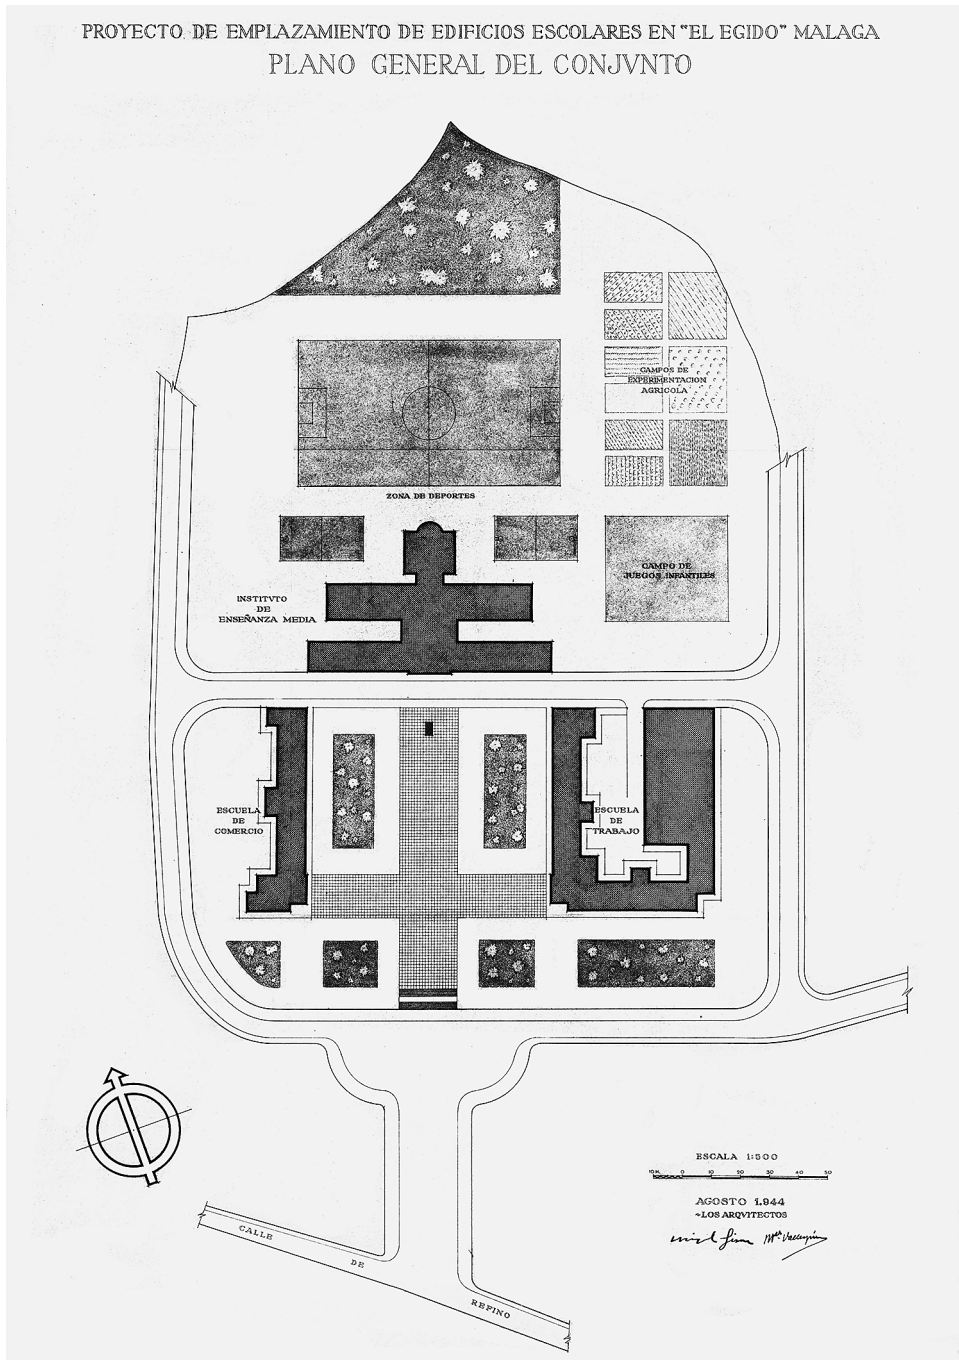 PROYECTO DE EMPLAZAMIENTO DE EDIFICIOS ESCOLARES EN "EL EGIDO" MALAGA
PLANO GENERAL DEL CONJVNTO
CAMPOS DE
EXPERIMENTACION
AGRICOLA
ZONA DE DEPORTES
CAMPO DE
JUEGOS INFANTILES
INSTITVTO
DE
ENSEÑANZA MEDIA
ESCUELA
DE
COMERCIO
ESCUELA
DE
TRABAJO
ESCALA 1:500
10 M. 0 10 20 30 40 50
AGOSTO 1.944
LOS ARQVITECTOS
CALLE
DE
REFINO